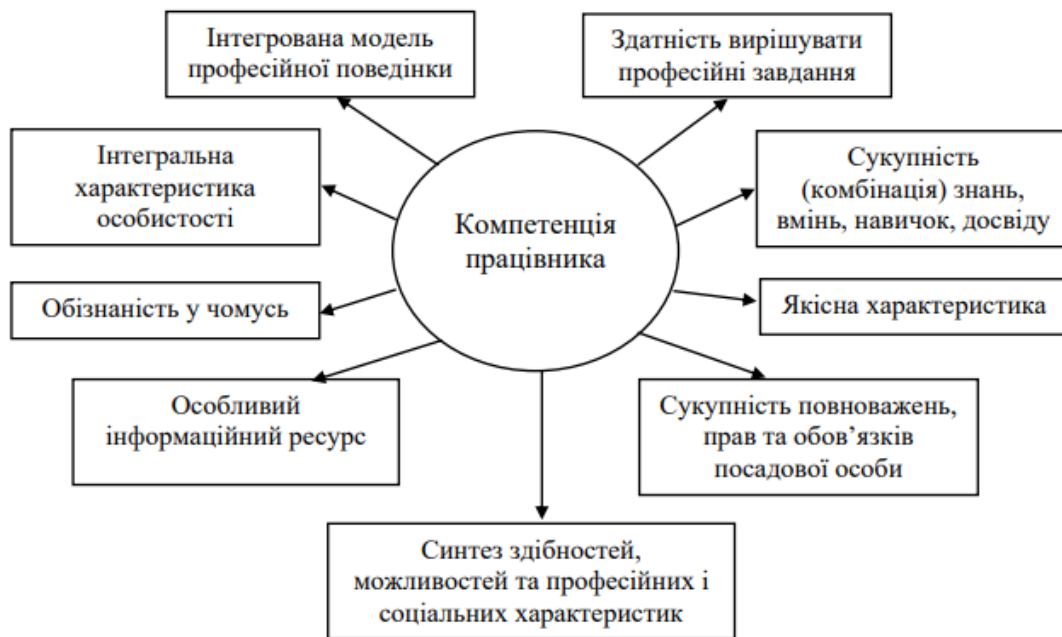 Інтегрована модель
професійної поведінки
Здатність вирішувати
професійні завдання
Інтегральна
характеристика
особистості
Сукупність
(комбінація) знань,
вмінь, навичок, досвіду
Компетенція
працівника
Обізнаність у чомусь
Якісна характеристика
Особливий
інформаційний ресурс
Сукупність повноважень,
прав та обов’язків
посадової особи
Синтез здібностей,
можливостей та професійних і
соціальних характеристик